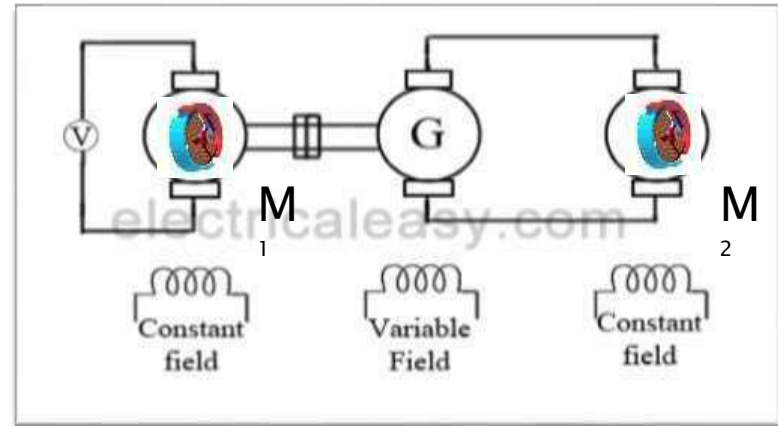 V
G
M
1
M
2
electricaleasy.com
Constant
field
Variable
Field
Constant
field